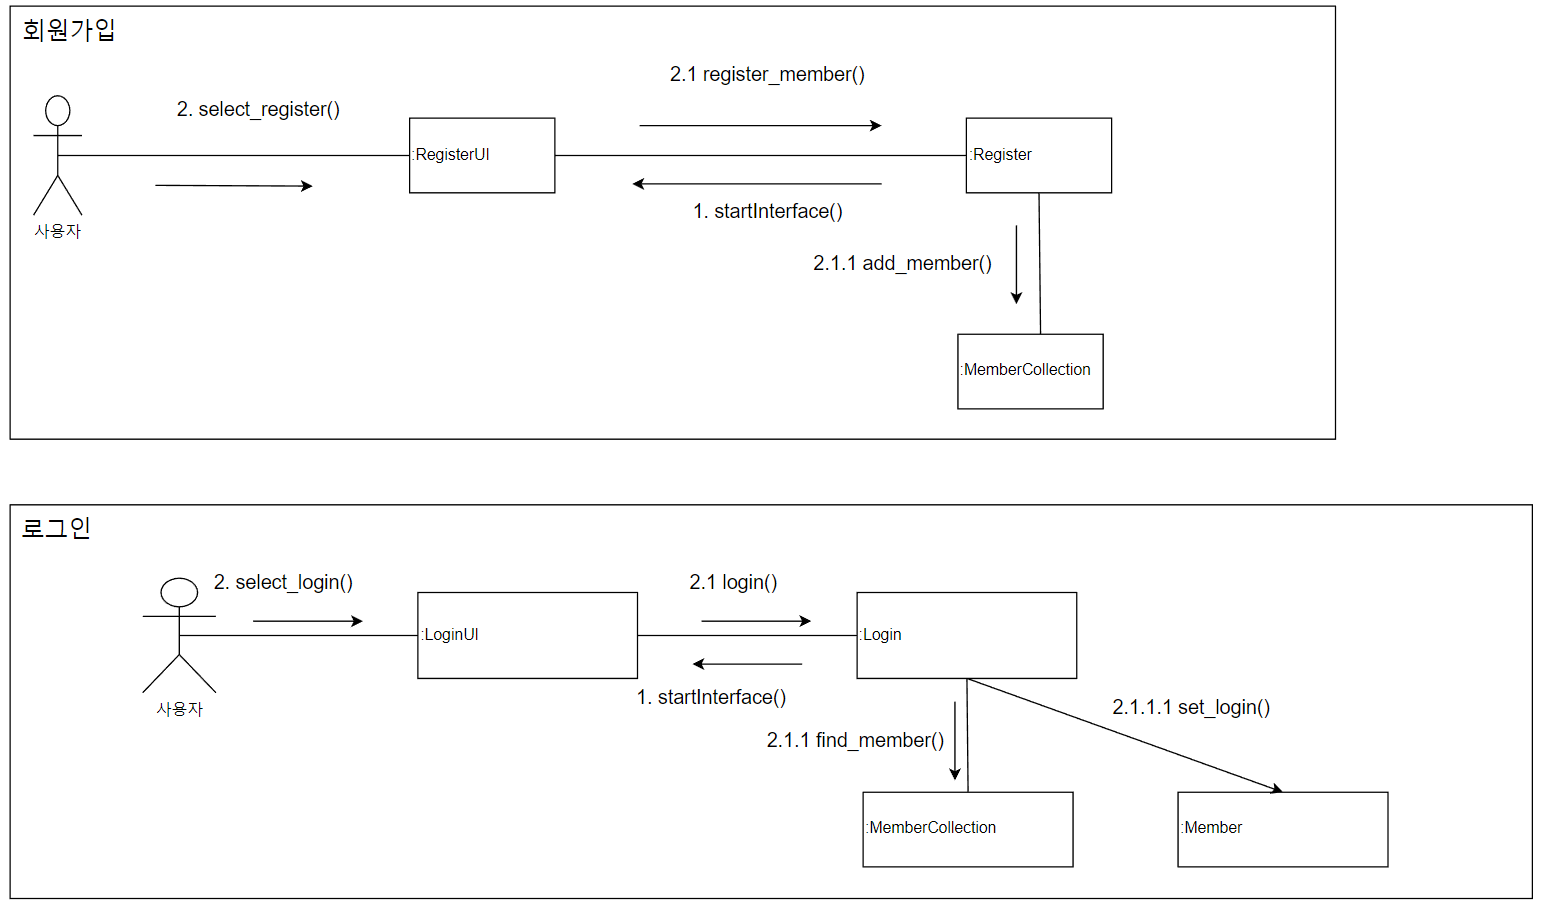 회원가입
2.1 register_member()
2. select_register()
:RegisterUI
:Register
1. startInterface()
사용자
2.1.1 add_member()
:MemberCollection
로그인
2. select_login()
2.1 login()
:LoginUI
:Login
1. startInterface()
사용자
2.1.1.1 set_login()
2.1.1 find_member()
:MemberCollection
:Member